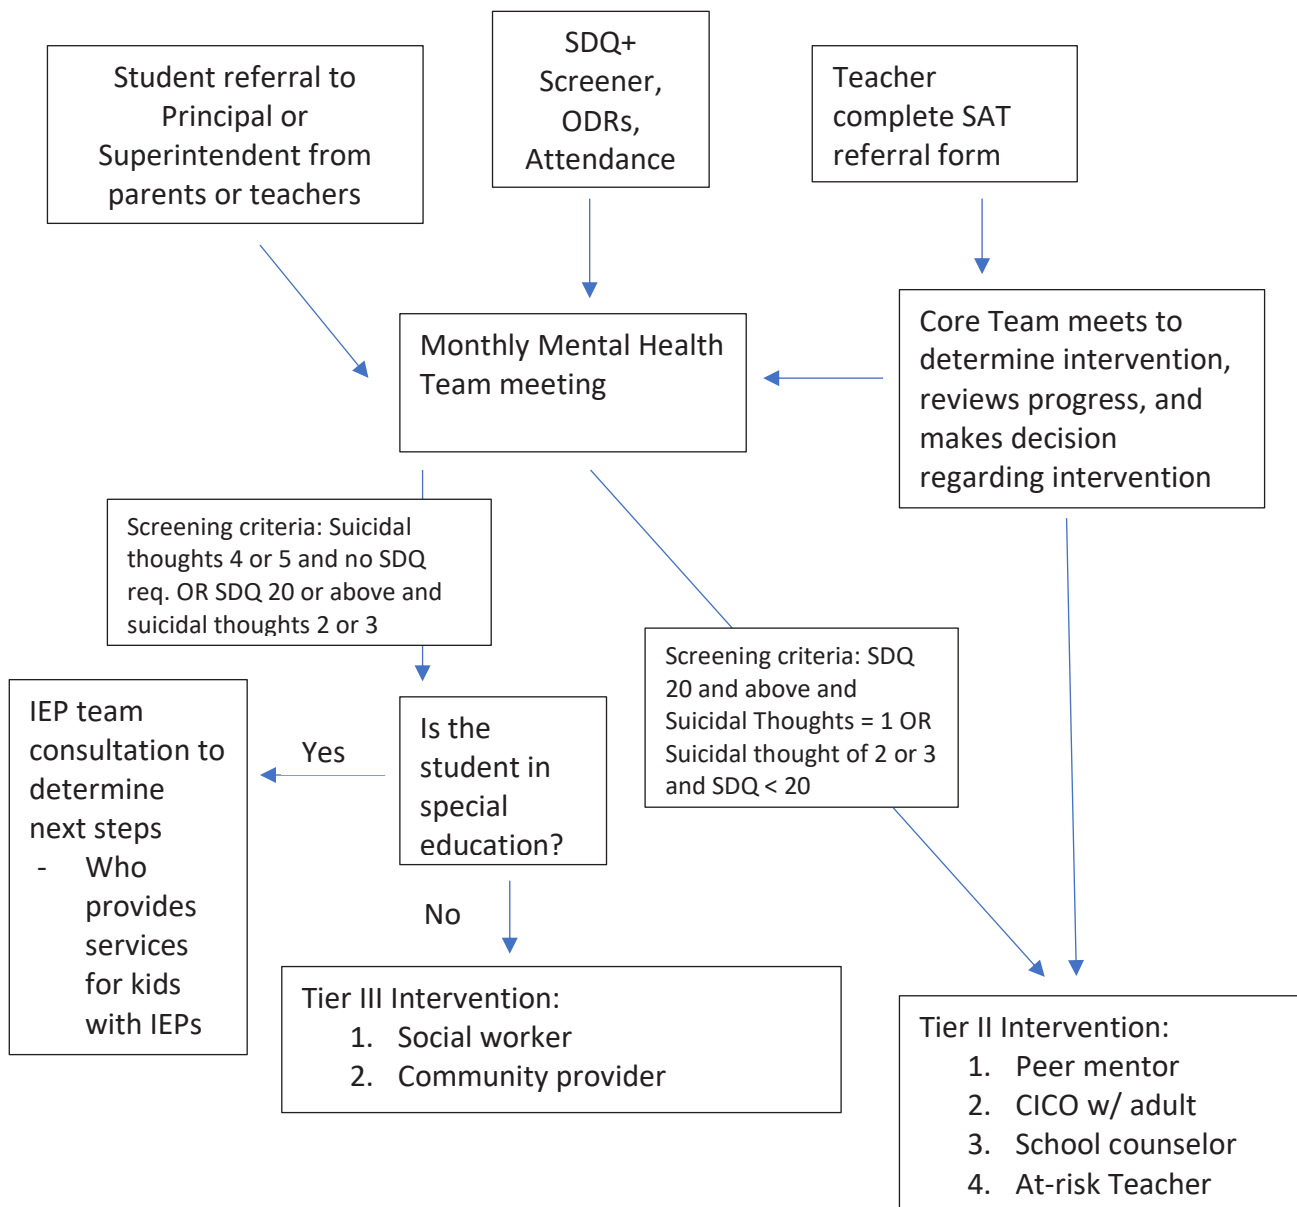 Student referral to
Principal or
Superintendent from
parents or teachers
SDQ+
Screener,
ODRs,
Attendance
Teacher
complete SAT
referral form
Monthly Mental Health
Team meeting
Core Team meets to
determine intervention,
reviews progress, and
makes decision
regarding intervention
Screening criteria: Suicidal
thoughts 4 or 5 and no SDQ
req. OR SDQ 20 or above and
suicidal thoughts 2 or 3
Screening criteria: SDQ
20 and above and
Suicidal Thoughts = 1 OR
Suicidal thought of 2 or 3
and SDQ < 20
IEP team
consultation to
determine
next steps
- Who
provides
services
for kids
with IEPs
Yes
Is the
student in
special
education?
No
Tier III Intervention:
1. Social worker
2. Community provider
Tier II Intervention:
1. Peer mentor
2. CICO w/ adult
3. School counselor
4. At-risk Teacher